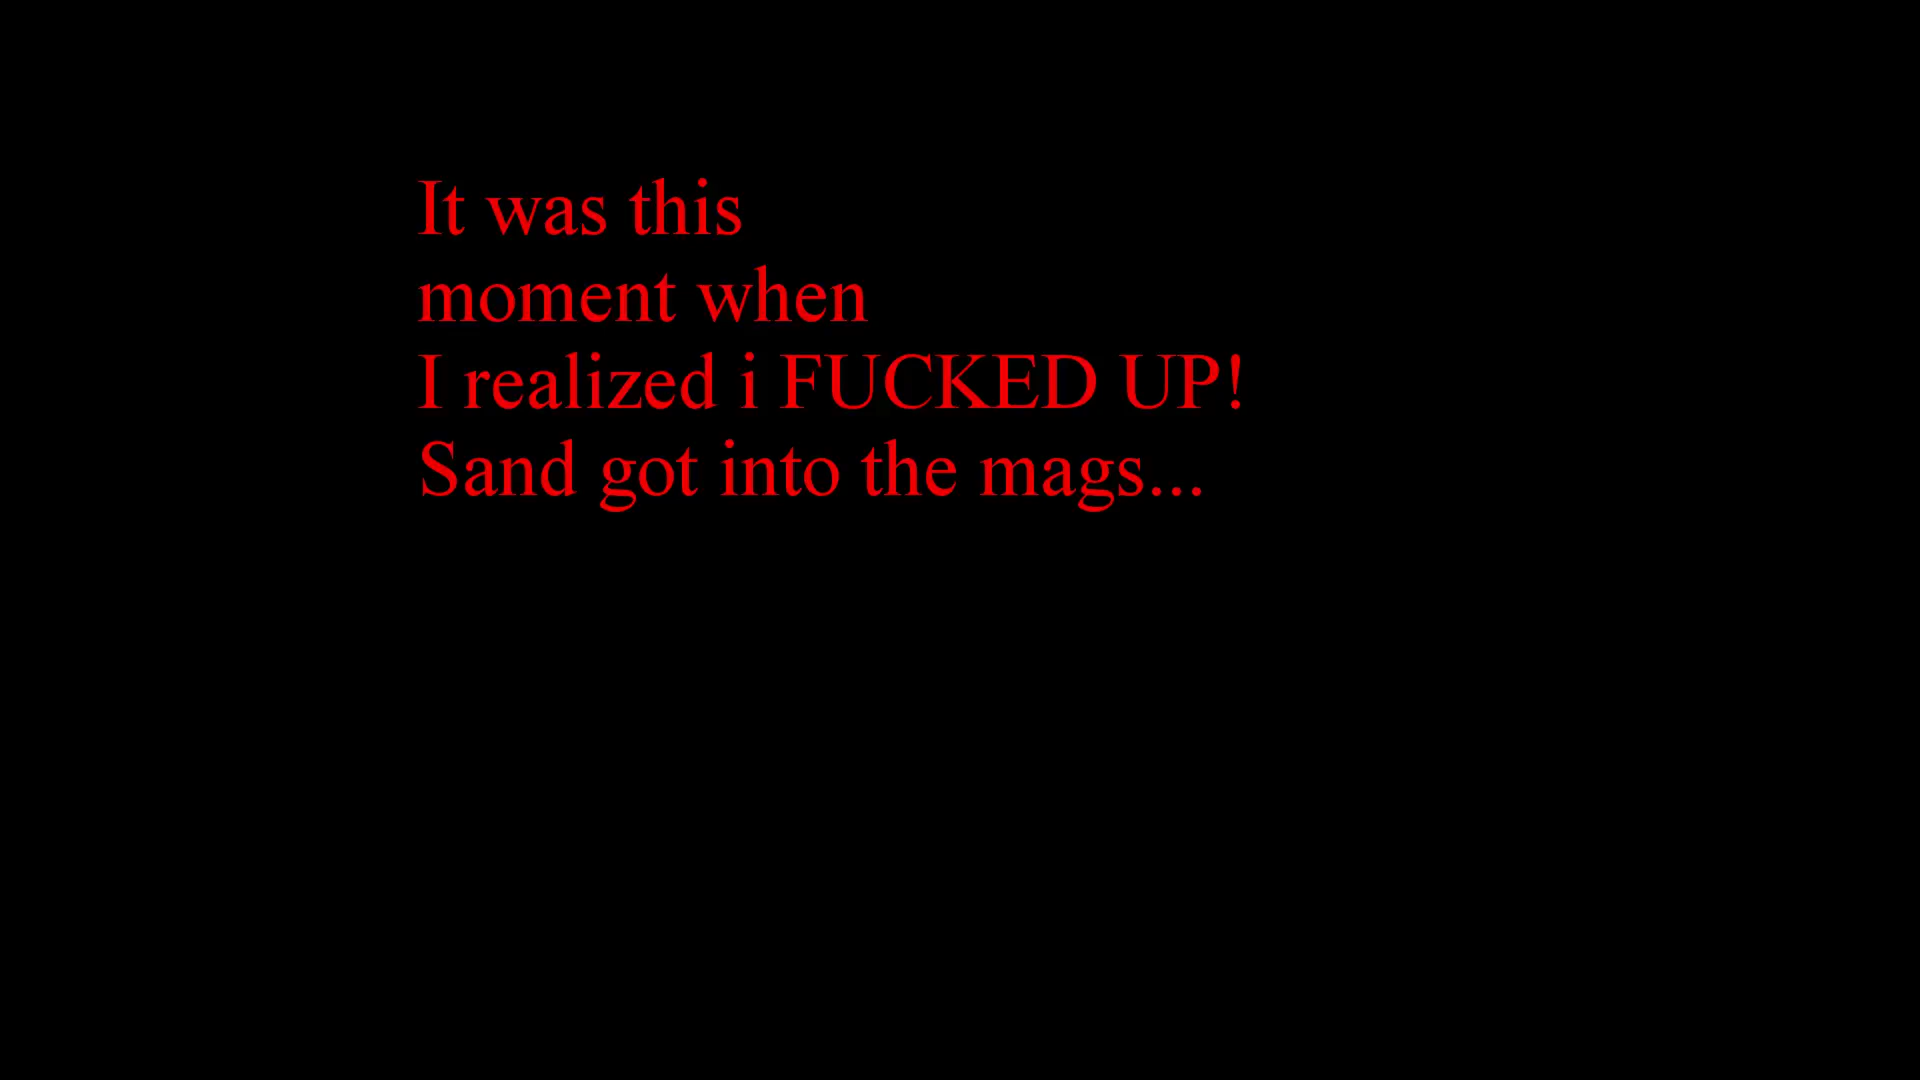 It was this
moment when
I realized i FUCKED UP!
Sand got into the mags...